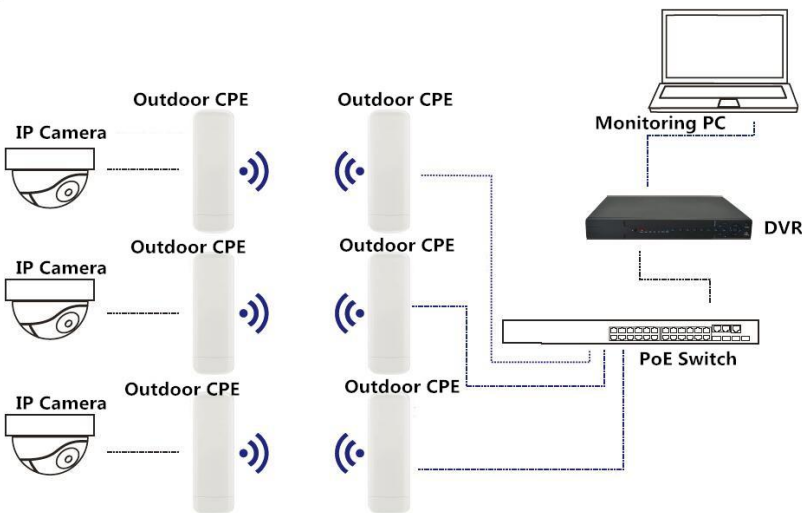 Outdoor CPE
Outdoor CPE
Monitoring PC
IP Camera
DVR
Outdoor CPE
Outdoor CPE
IP Camera
PoE Switch
Outdoor CPE
Outdoor CPE
IP Camera